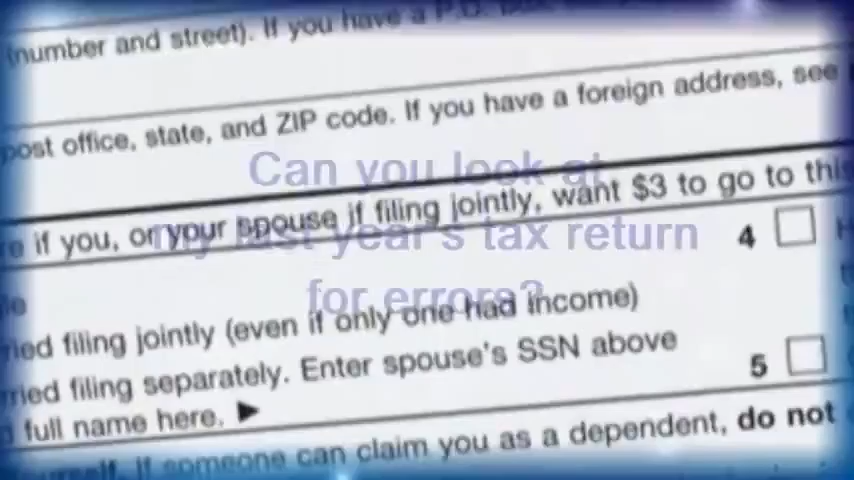 (number and street). If you have a P.O.
post office, state, and ZIP code. If you have a foreign address, see
Can you look at
if you, or your spouse if filing jointly, want $3 to go to this
my last year's tax return
4
for errors?
filing jointly (even if only one had income)
filing separately. Enter spouse's SSN above
5
full name here. ▶
if someone can claim you as a dependent, do not